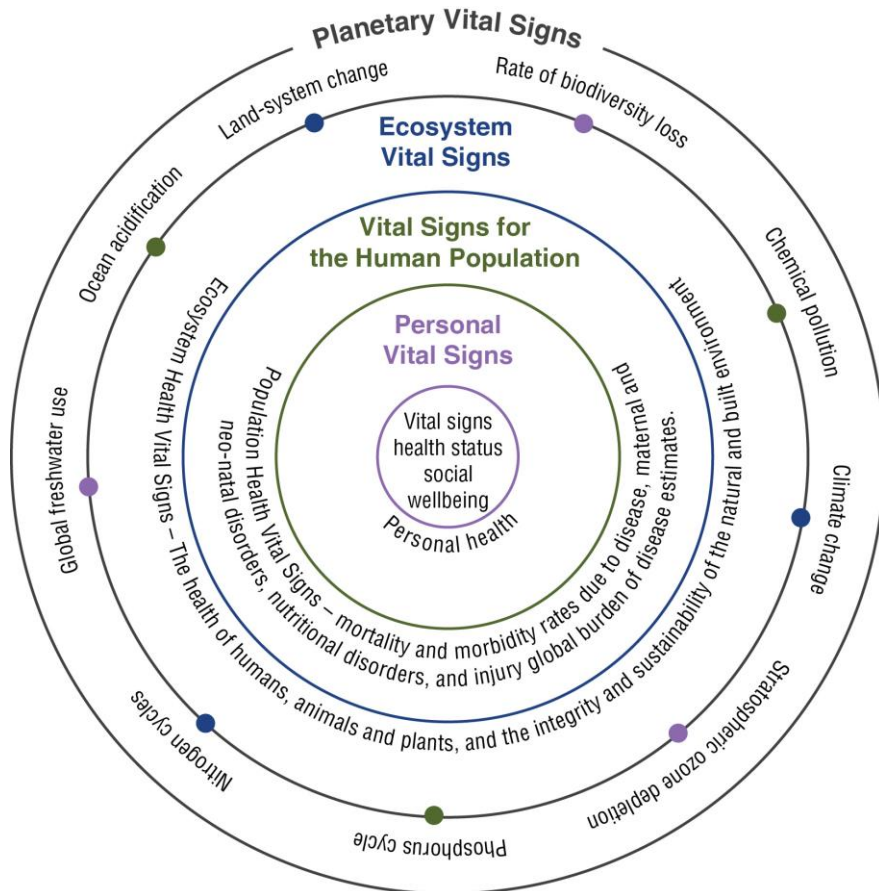 Planetary Vital Signs
Land-system change
Rate of biodiversity loss
Chemical pollution
Climate change
Stratospheric ozone depletion
Phosphorus cycle
Nitrogen cycles
Global freshwater use
Ocean acidification
Ecosystem
Vital Signs
Ecosystem Health Vital Signs – The health of humans, animals and plants, and the integrity and sustainability of the natural and built environment
Vital Signs for
the Human Population
Population Health Vital Signs – mortality and morbidity rates due to disease, maternal and
neo-natal disorders, nutritional disorders, and injury global burden of disease estimates.
Personal
Vital Signs
Vital signs
health status
social
wellbeing
Personal health